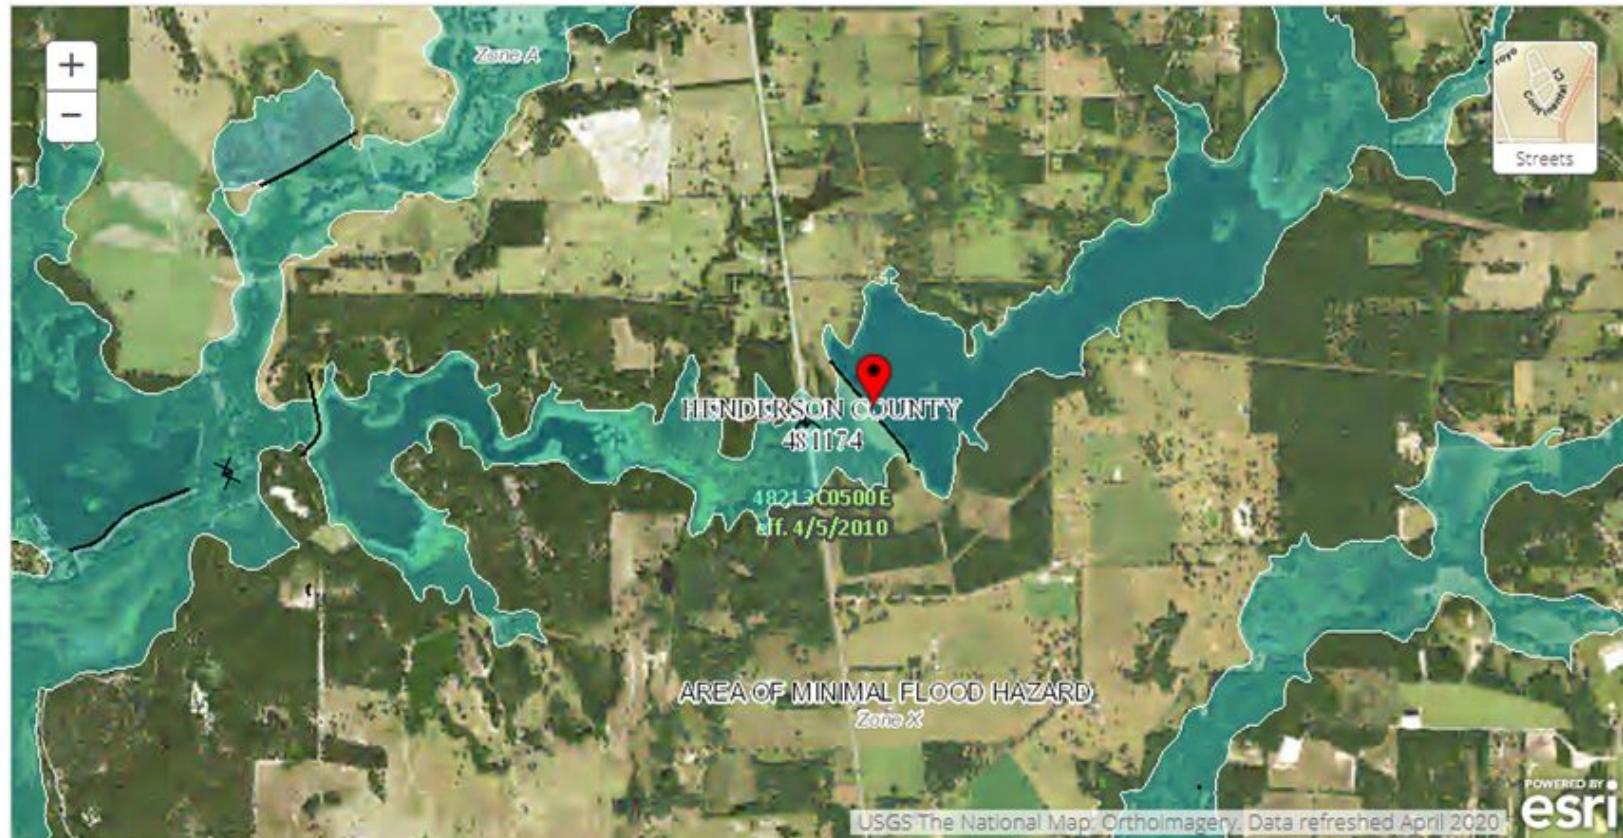 Zone A
+
−
Streets
HENDERSON COUNTY
481174
48213C0500E
eff. 4/5/2010
AREA OF MINIMAL FLOOD HAZARD
Zone X
POWERED BY
esri
USGS The National Map: Orthoimagery. Data refreshed April 2020